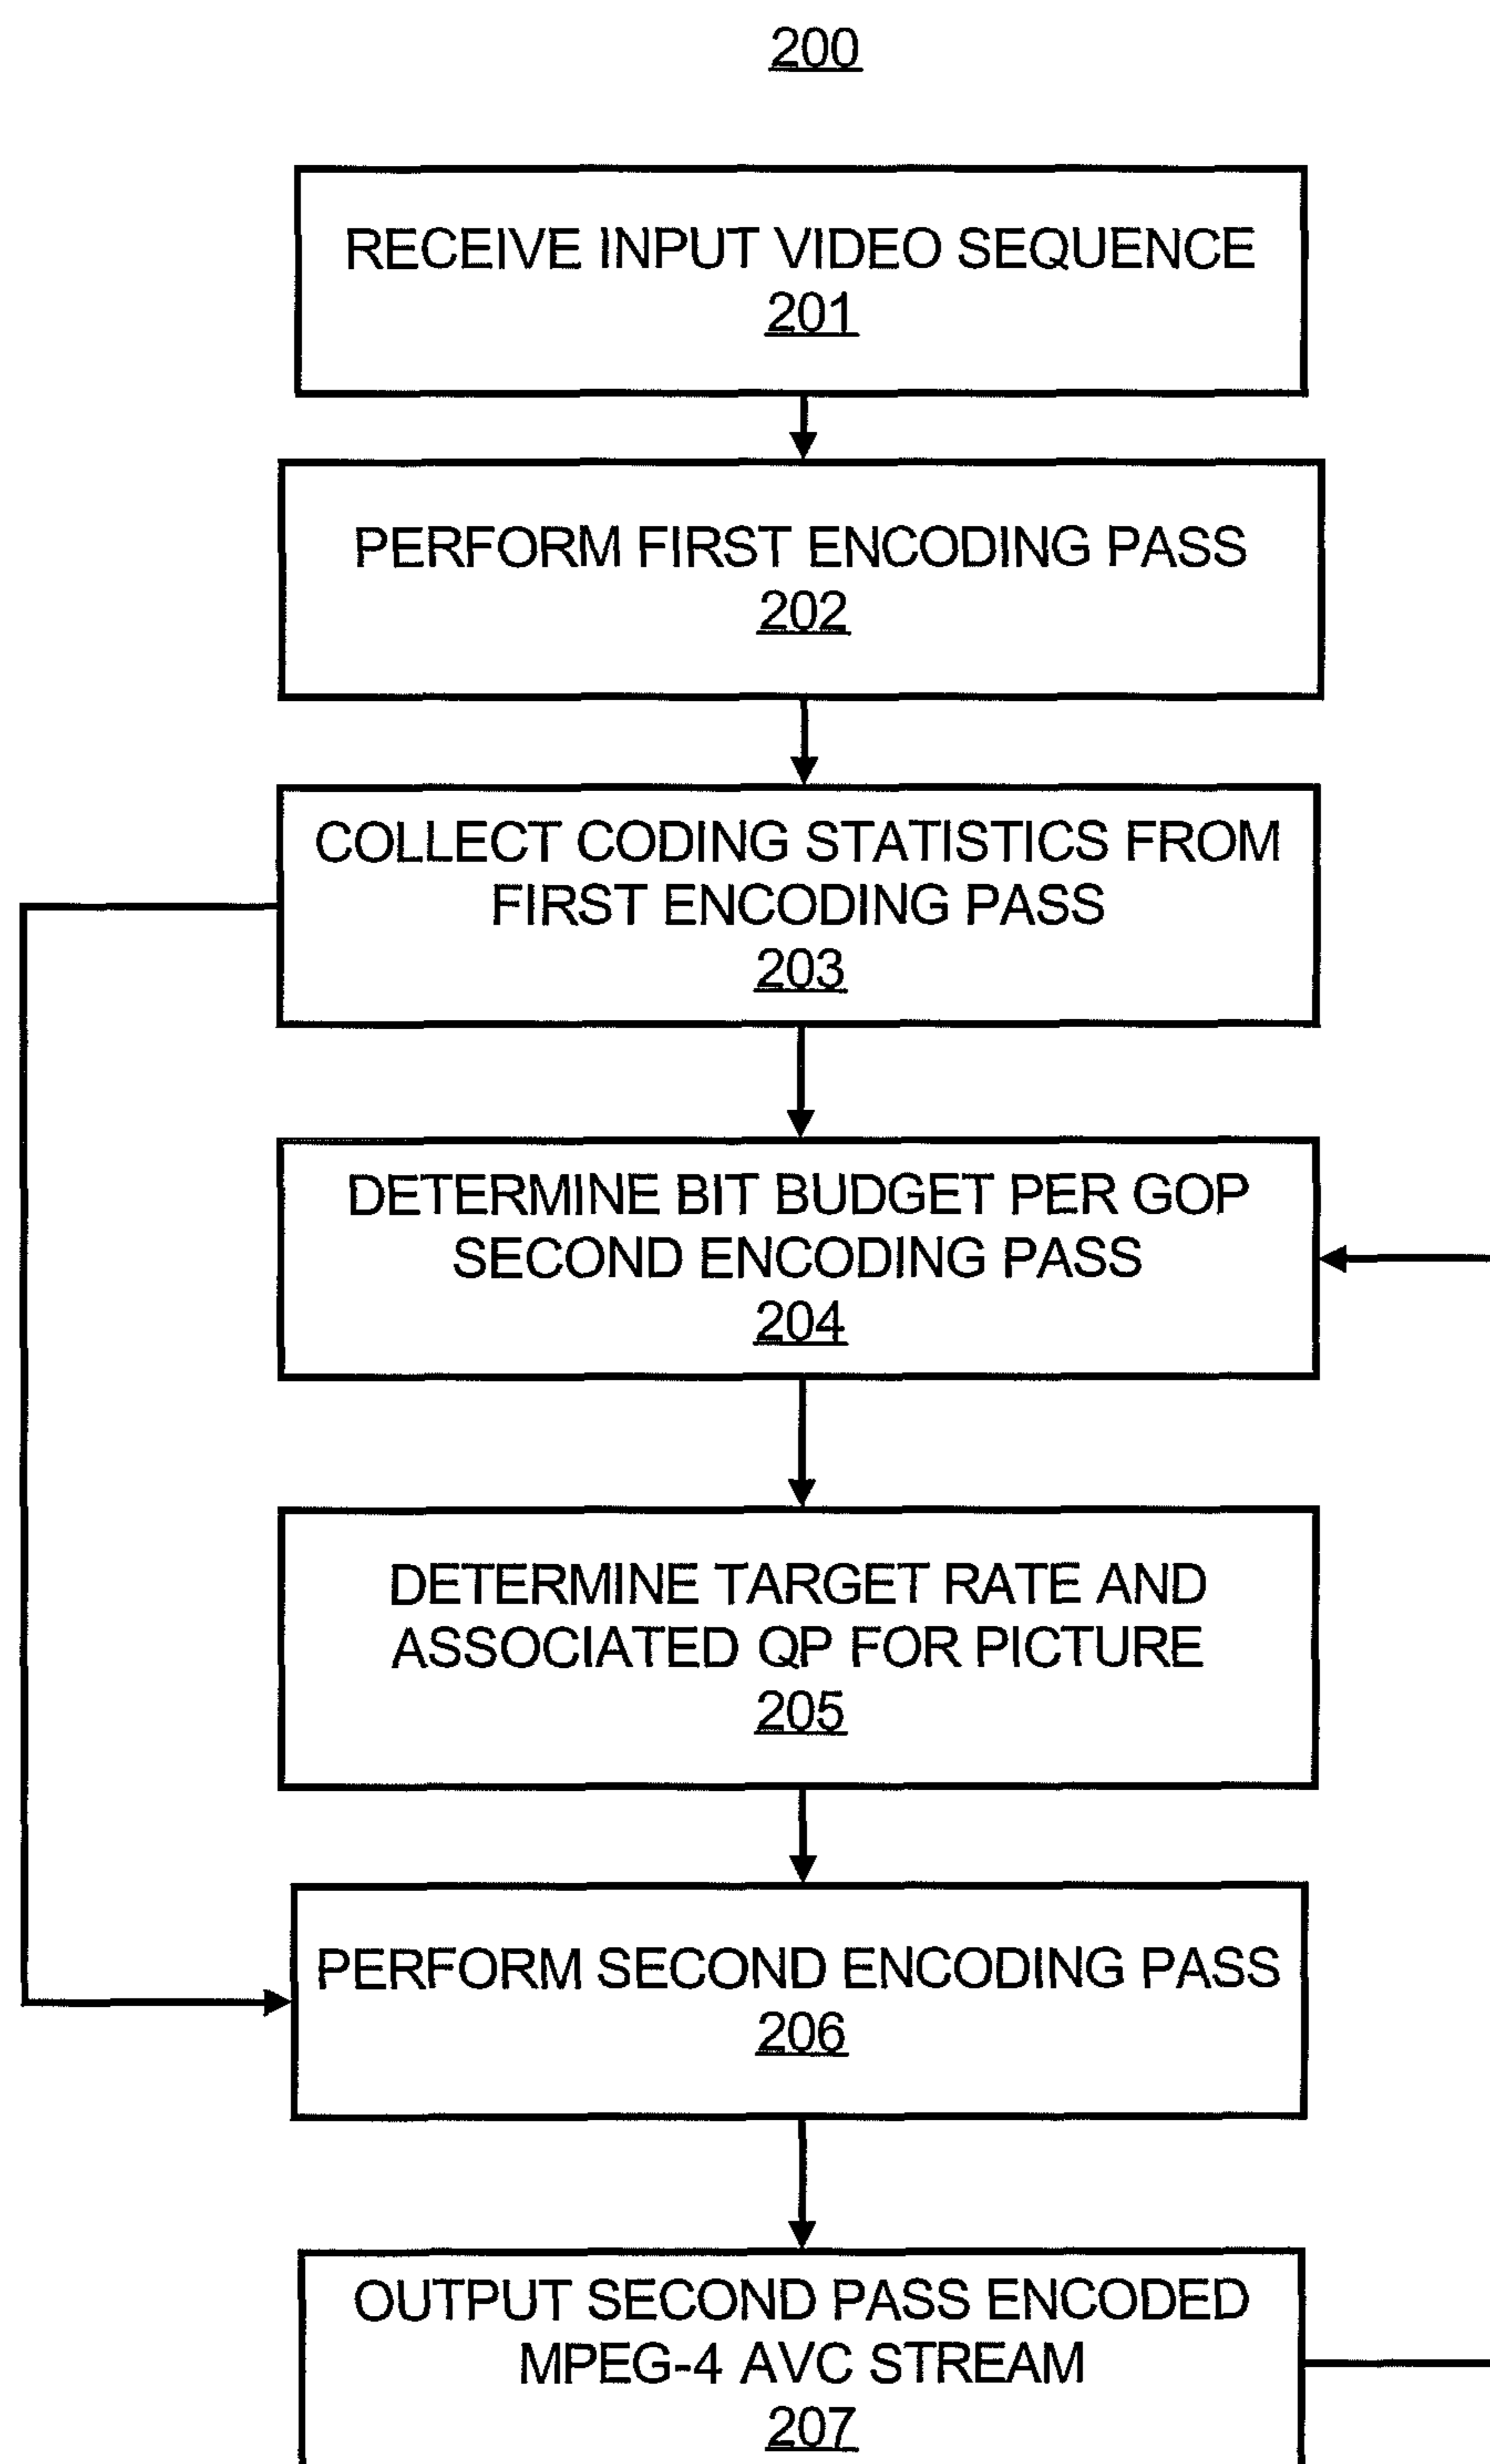 200
RECEIVE INPUT VIDEO SEQUENCE
201
PERFORM FIRST ENCODING PASS
202
COLLECT CODING STATISTICS FROM
FIRST ENCODING PASS
203
DETERMINE BIT BUDGET PER GOP
SECOND ENCODING PASS
204
DETERMINE TARGET RATE AND
ASSOCIATED QP FOR PICTURE
205
PERFORM SECOND ENCODING PASS
206
OUTPUT SECOND PASS ENCODED
MPEG-4 AVC STREAM
207